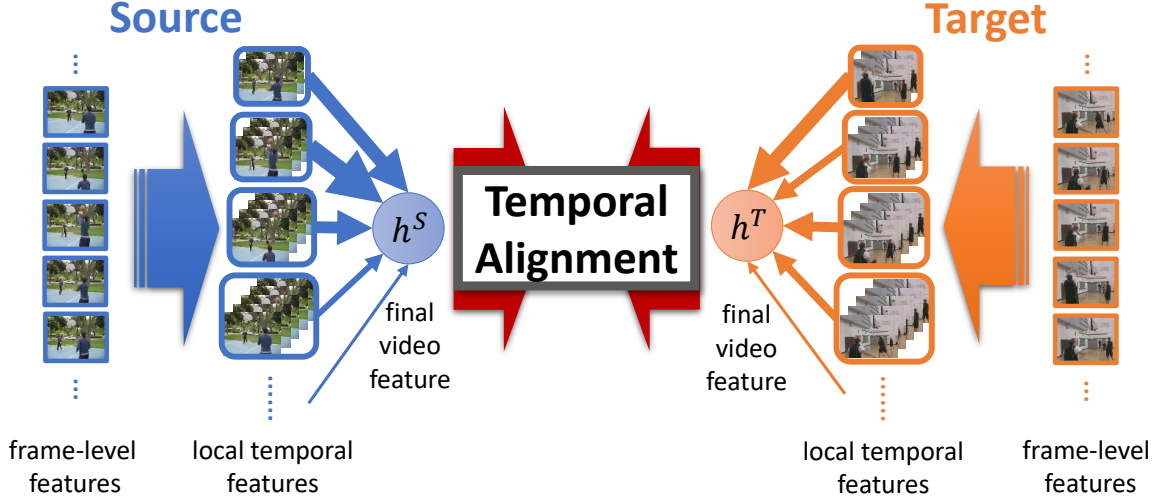 Source
Target
h^S
Temporal
Alignment
h^T
final
video
feature
final
video
feature
frame-level
features
local temporal
features
local temporal
features
frame-level
features